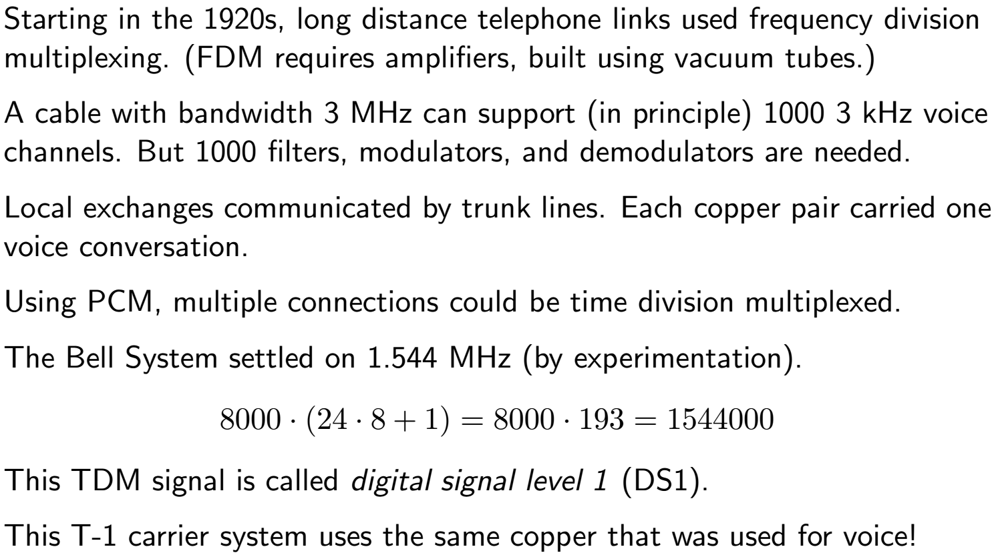 Starting in the 1920s, long distance telephone links used frequency division
multiplexing. (FDM requires amplifiers, built using vacuum tubes.)
A cable with bandwidth 3 MHz can support (in principle) 1000 3 kHz voice
channels. But 1000 filters, modulators, and demodulators are needed.
Local exchanges communicated by trunk lines. Each copper pair carried one
voice conversation.
Using PCM, multiple connections could be time division multiplexed.
The Bell System settled on 1.544 MHz (by experimentation).
8000 · (24 · 8 + 1) = 8000 · 193 = 1544000
This TDM signal is called digital signal level 1 (DS1).
This T-1 carrier system uses the same copper that was used for voice!